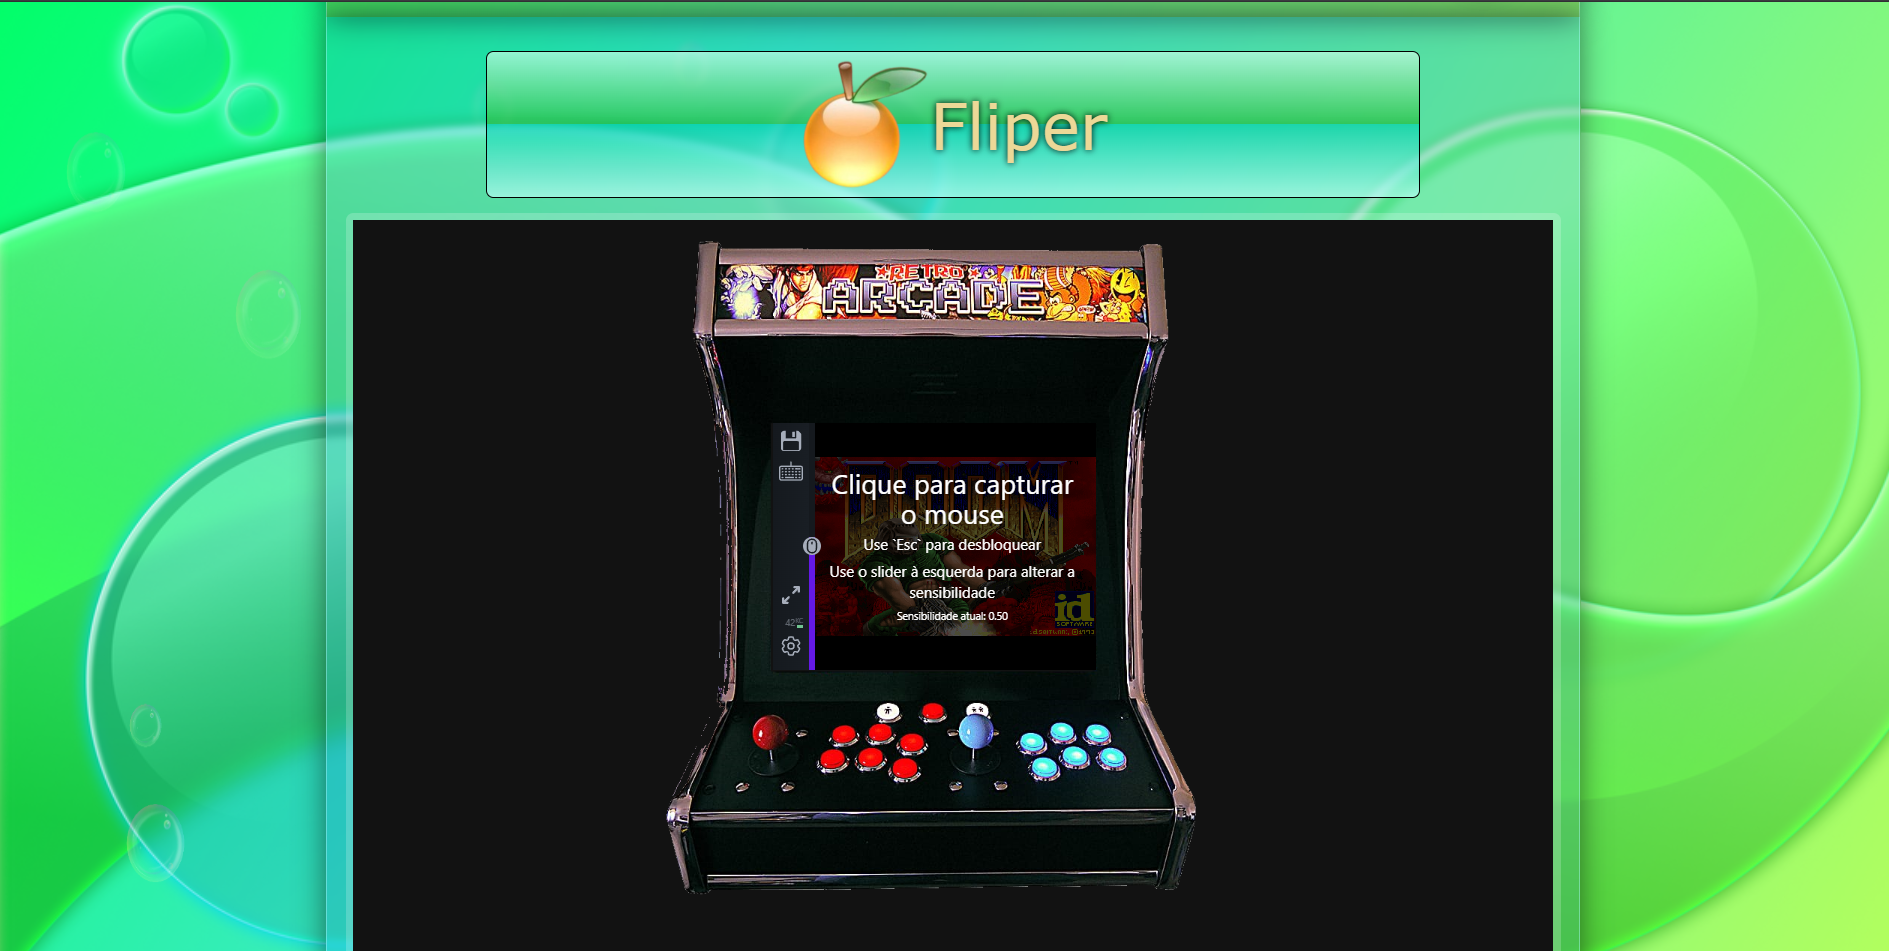 Fliper
RETRO
ARCADE
DOOM
Clique para capturar
o mouse
Use `Esc` para desbloquear
Use o slider à esquerda para alterar a
sensibilidade
Sensibilidade atual: 0.50
id
SOFTWARE